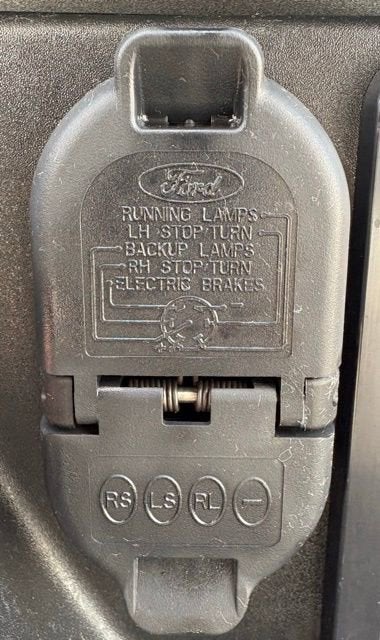 Ford
RUNNING LAMPS
LH STOP/TURN
BACKUP LAMPS
RH STOP/TURN
ELECTRIC BRAKES
RS LS RL –